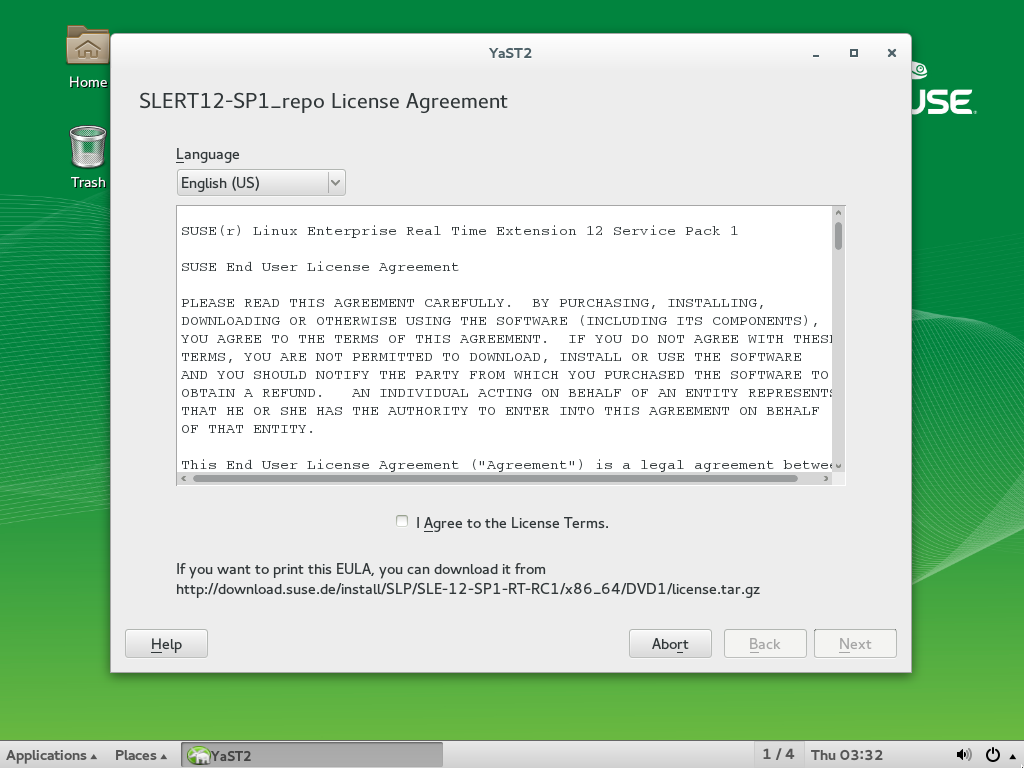 YaST2
Home
SLERT12-SP1_repo License Agreement
USE.
Language
Trash
English (US)
SUSE(r) Linux Enterprise Real Time Extension 12 Service Pack 1
SUSE End User License Agreement
PLEASE READ THIS AGREEMENT CAREFULLY.  BY PURCHASING, INSTALLING,
DOWNLOADING OR OTHERWISE USING THE SOFTWARE (INCLUDING ITS COMPONENTS),
YOU AGREE TO THE TERMS OF THIS AGREEMENT.  IF YOU DO NOT AGREE WITH THESE
TERMS, YOU ARE NOT PERMITTED TO DOWNLOAD, INSTALL OR USE THE SOFTWARE
AND YOU SHOULD NOTIFY THE PARTY FROM WHICH YOU PURCHASED THE SOFTWARE TO
OBTAIN A REFUND.   AN INDIVIDUAL ACTING ON BEHALF OF AN ENTITY REPRESENTS
THAT HE OR SHE HAS THE AUTHORITY TO ENTER INTO THIS AGREEMENT ON BEHALF
OF THAT ENTITY.
This End User License Agreement ("Agreement") is a legal agreement betwee
I Agree to the License Terms.
If you want to print this EULA, you can download it from
http://download.suse.de/install/SLP/SLE-12-SP1-RT-RC1/x86_64/DVD1/license.tar.gz
Help
Abort
Back
Next
Applications
Places
YaST2
1 / 4
Thu 03:32